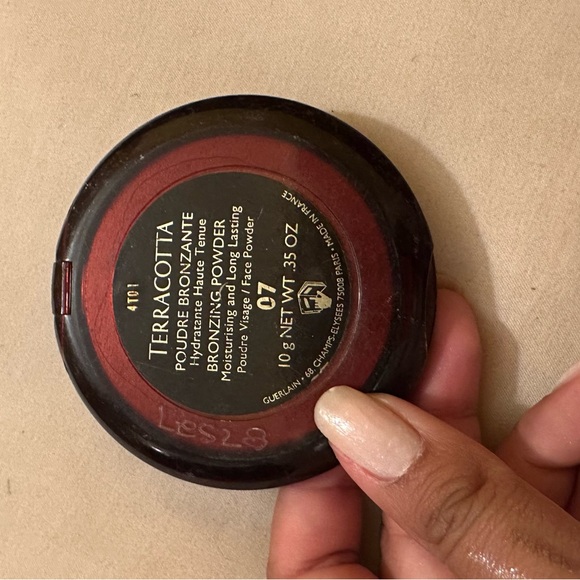 4T01
TERRACOTTA
POUDRE BRONZANTE
Hydratante Haute Tenue
BRONZING POWDER
Moisturising and Long Lasting
Poudre Visage / Face Powder
07
10 g NET WT .35 OZ
GUERLAIN • 68, CHAMPS-ELYSEES 75008 PARIS • MADE IN FRANCE